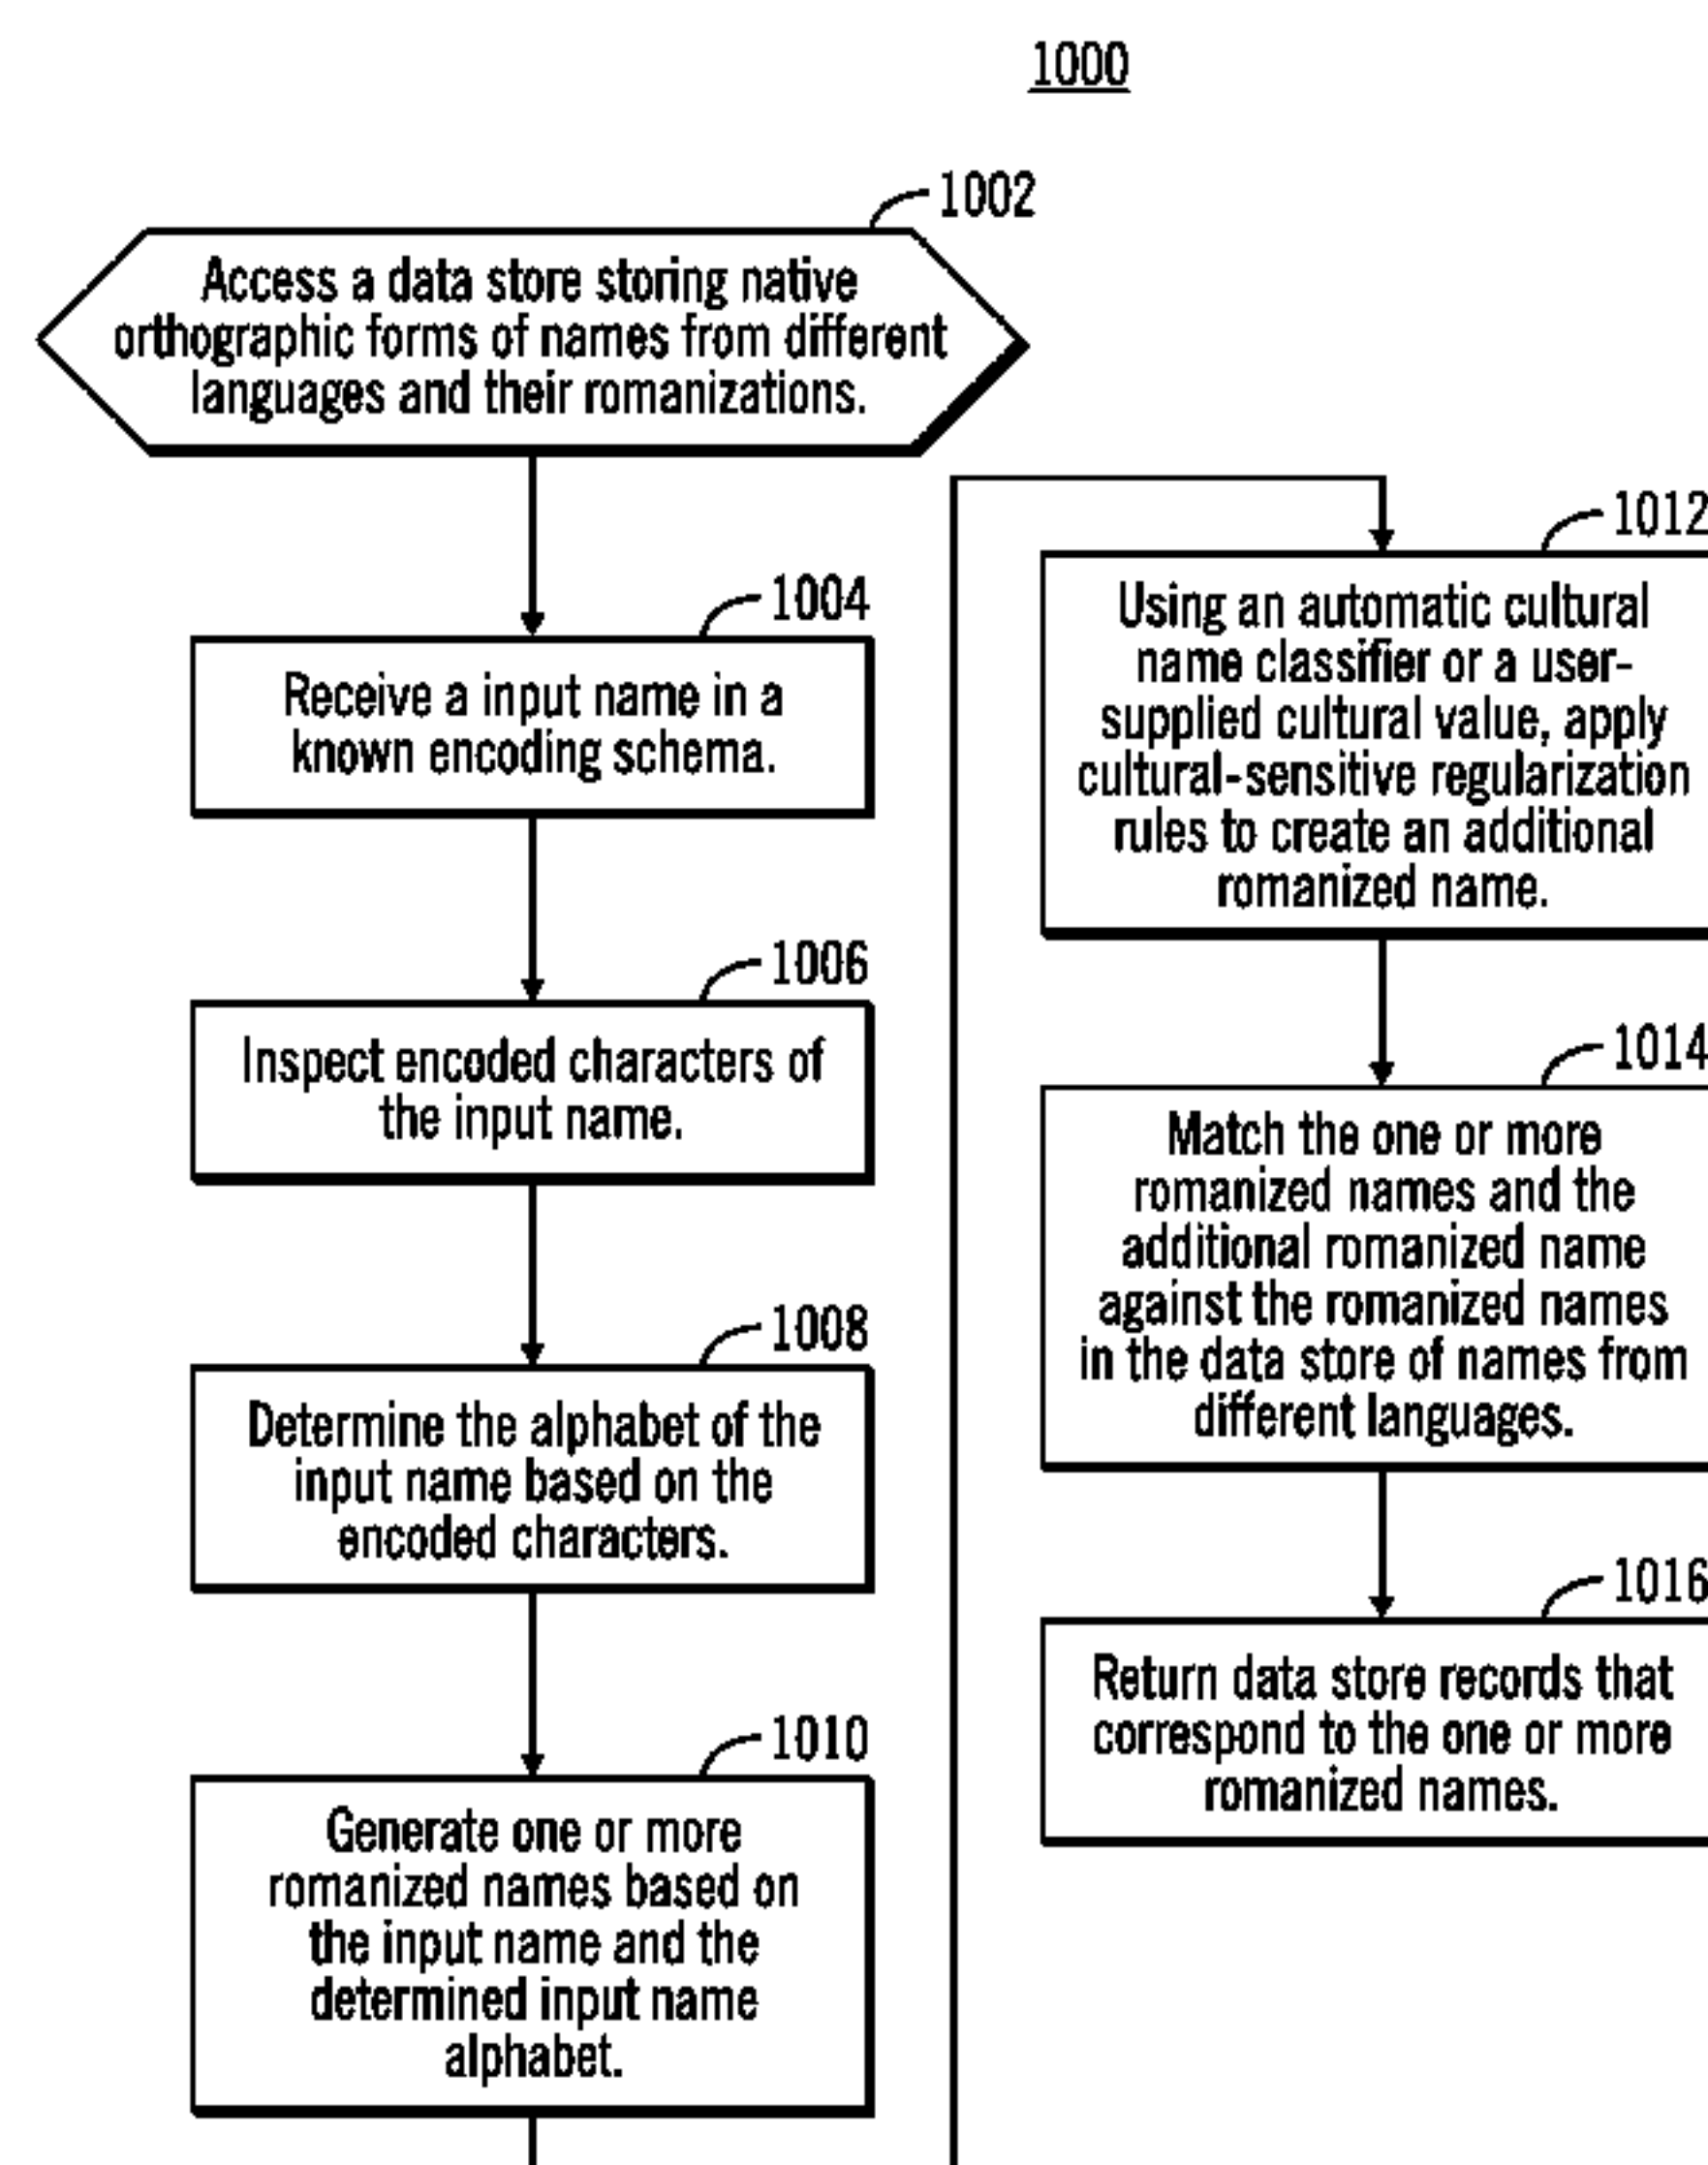 1000
1002
Access a data store storing native
orthographic forms of names from different
languages and their romanizations.
1004
Receive a input name in a
known encoding schema.
1006
Inspect encoded characters of
the input name.
1008
Determine the alphabet of the
input name based on the
encoded characters.
1010
Generate one or more
romanized names based on
the input name and the
determined input name
alphabet.
1012
Using an automatic cultural
name classifier or a user-
supplied cultural value, apply
cultural-sensitive regularization
rules to create an additional
romanized name.
1014
Match the one or more
romanized names and the
additional romanized name
against the romanized names
in the data store of names from
different languages.
1016
Return data store records that
correspond to the one or more
romanized names.